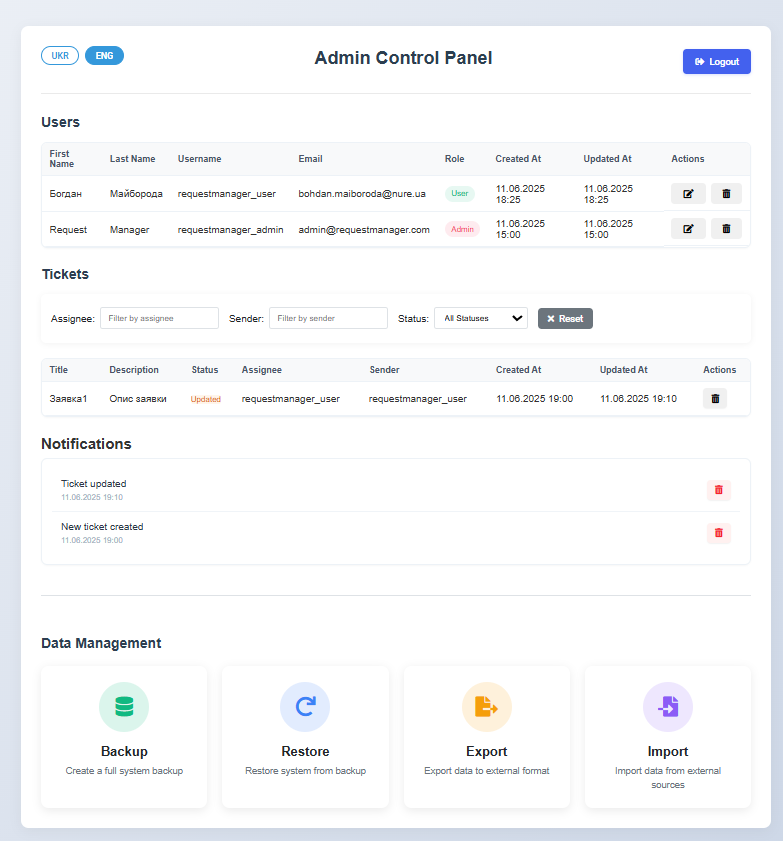 UKR ENG Admin Control Panel Logout
Users
First Name Last Name Username Email Role Created At Updated At Actions
Богдан Майборода requestmanager_user bohdan.maiboroda@nure.ua User 11.06.2025 18:25 11.06.2025 18:25
Request Manager requestmanager_admin admin@requestmanager.com Admin 11.06.2025 15:00 11.06.2025 15:00
Tickets
Assignee: Filter by assignee Sender: Filter by sender Status: All Statuses Reset
Title Description Status Assignee Sender Created At Updated At Actions
Заявка1 Опис заявки Updated requestmanager_user requestmanager_user 11.06.2025 19:00 11.06.2025 19:10
Notifications
Ticket updated
11.06.2025 19:10
New ticket created
11.06.2025 19:00
Data Management
Backup
Create a full system backup
Restore
Restore system from backup
Export
Export data to external format
Import
Import data from external
sources